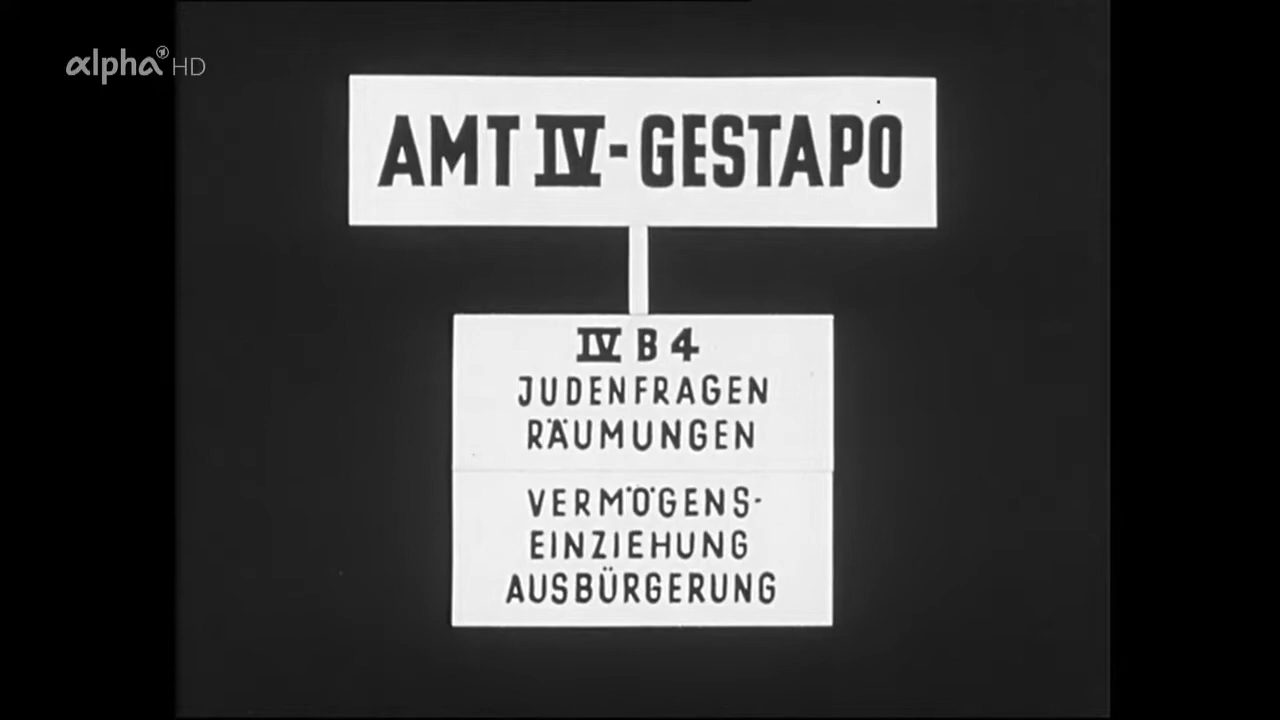 alpha HD
AMT IV-GESTAPO
IV B 4
JUDENFRAGEN
RÄUMUNGEN
VERMÖGENS-
EINZIEHUNG
AUSBÜRGERUNG